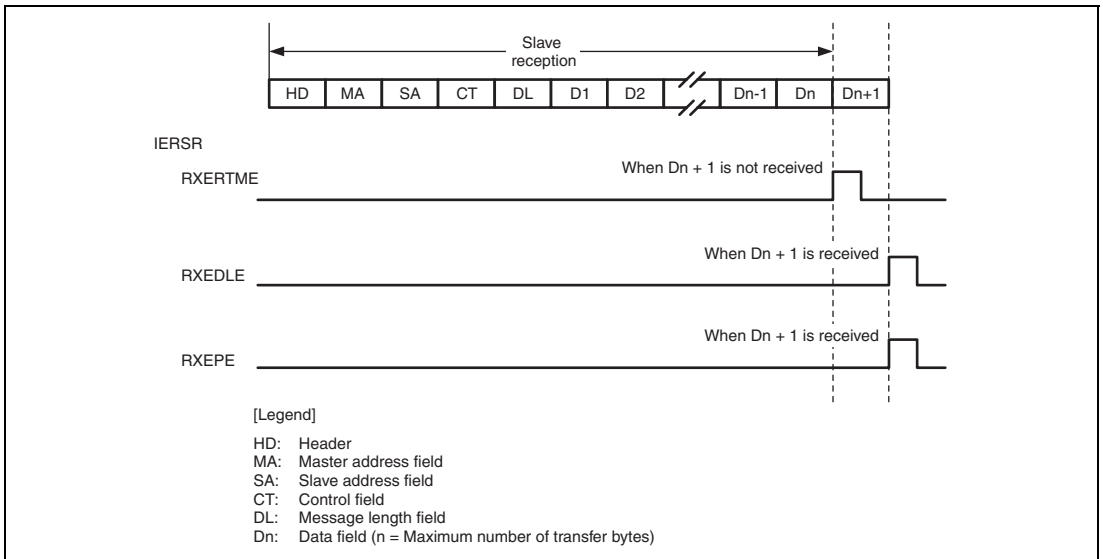 Slave
reception
HD MA SA CT DL D1 D2 Dn-1 Dn Dn+1
IERSR
When Dn + 1 is not received
RXERTME
When Dn + 1 is received
RXEDLE
When Dn + 1 is received
RXEPE
[Legend]
HD: Header
MA: Master address field
SA: Slave address field
CT: Control field
DL: Message length field
Dn: Data field (n = Maximum number of transfer bytes)